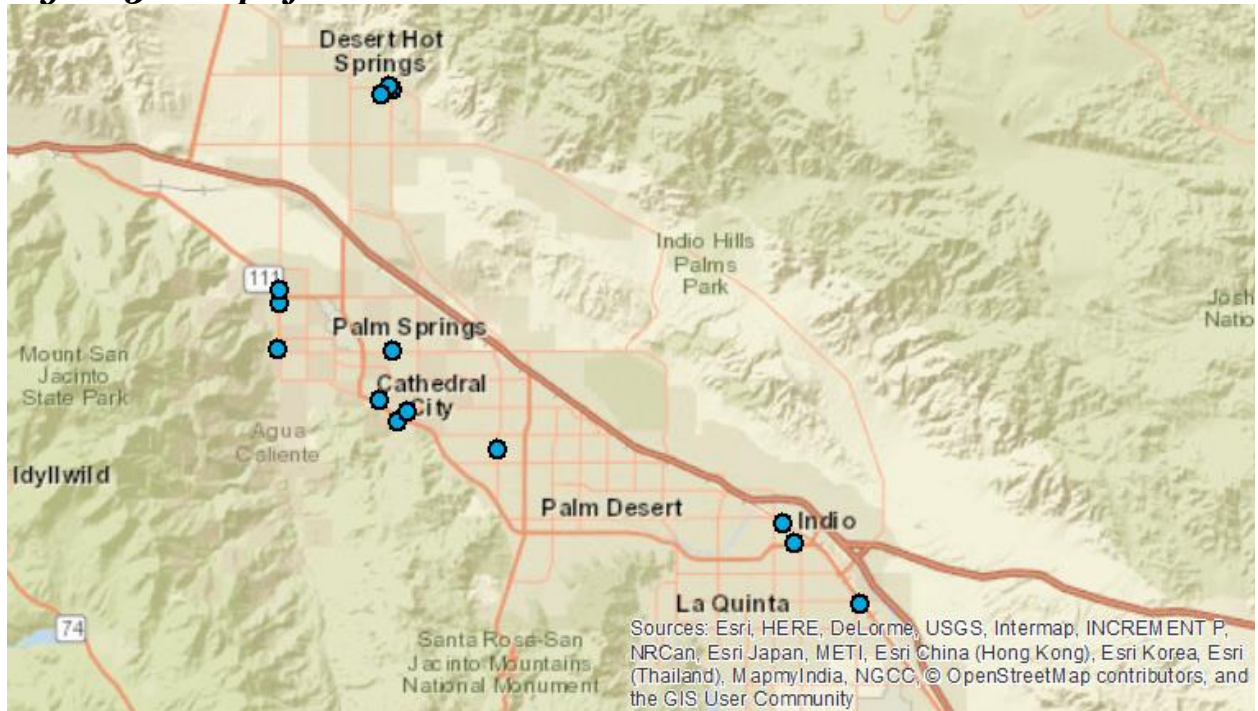 Desert Hot
Springs
Indio Hills
Palms
Park
111
Josh
Natio
Palm Springs
Mount San
Jacinto
State Park
Cathedral
City
Agua
Caliente
Idyllwild
Palm Desert
Indio
La Quinta
74
Santa Rosa-San
Jacinto Mountains
National Monument
Sources: Esri, HERE, DeLorme, USGS, Intermap, INCREMENT P,
NRCan, Esri Japan, METI, Esri China (Hong Kong), Esri Korea, Esri
(Thailand), MapmyIndia, NGCC, © OpenStreetMap contributors, and
the GIS User Community